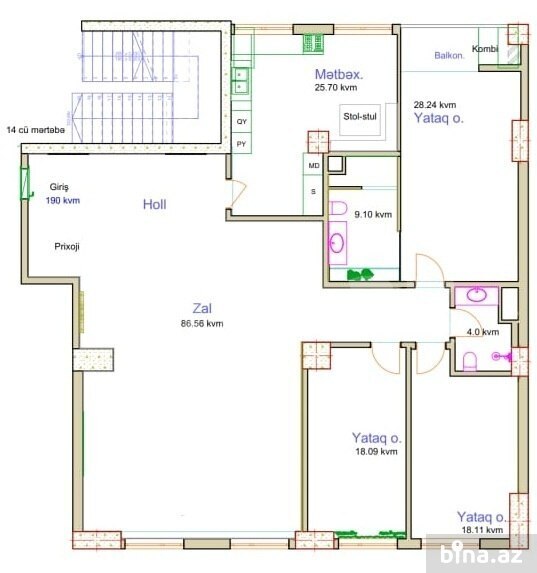 Mətbəx.
25.70 kvm
Balkon.
Kombi
28.24 kvm
Yataq o.
Stol-stul
QY
PY
14 cü mərtəbə
MD
S
Giriş
190 kvm
Holl
9.10 kvm
Prixoji
Zal
86.56 kvm
4.0 kvm
Yataq o.
18.09 kvm
Yataq o.
18.11 kvm
bina.az